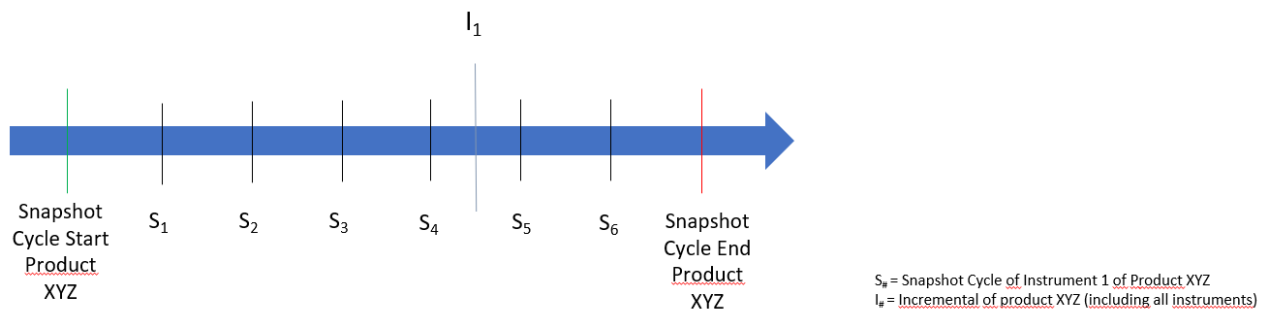 I₁
Snapshot
Cycle Start
Product
XYZ
S₁
S₂
S₃
S₄
S₅
S₆
Snapshot
Cycle End
Product
XYZ
S# = Snapshot Cycle of Instrument 1 of Product XYZ
I# = Incremental of product XYZ (including all instruments)